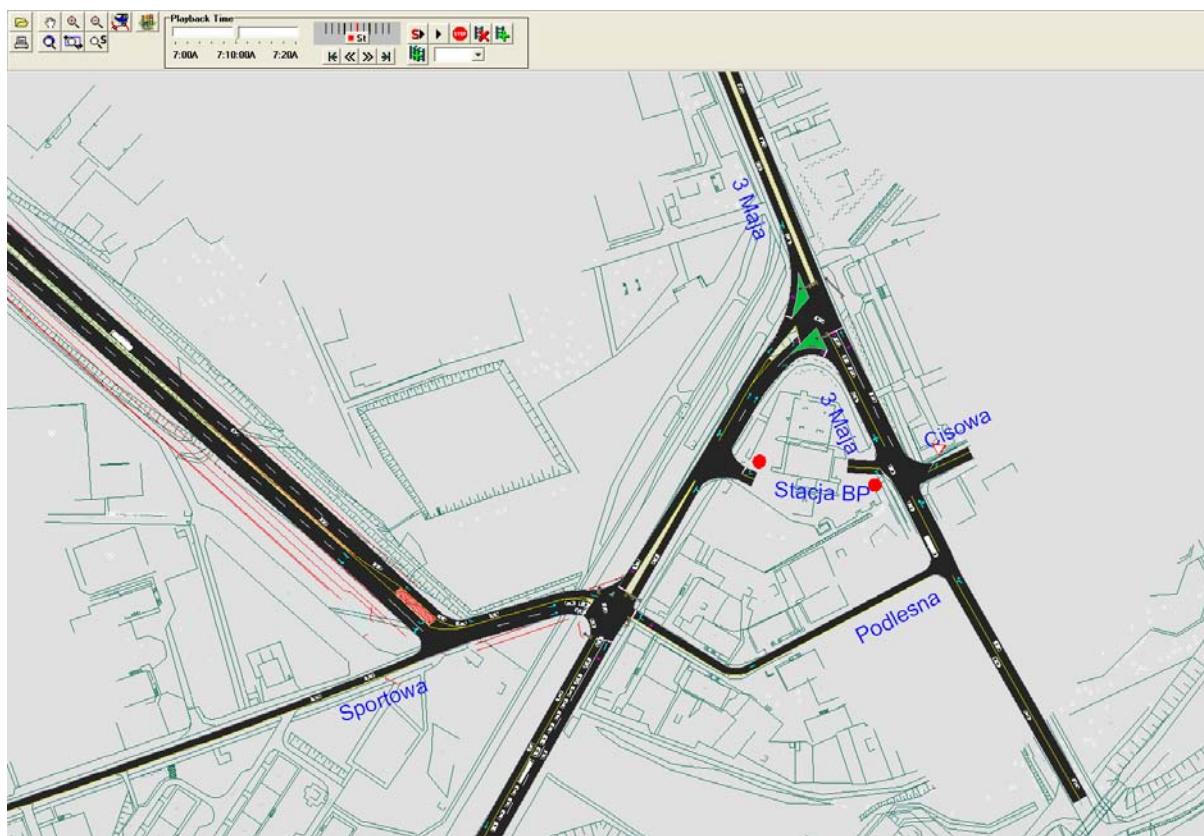 Playback Time
7:00A 7:10:00A 7:20A
St
S
STOP
S
3 Maja
3 Maja
Cisowa
Stacja BP
Podlesna
Sportowa